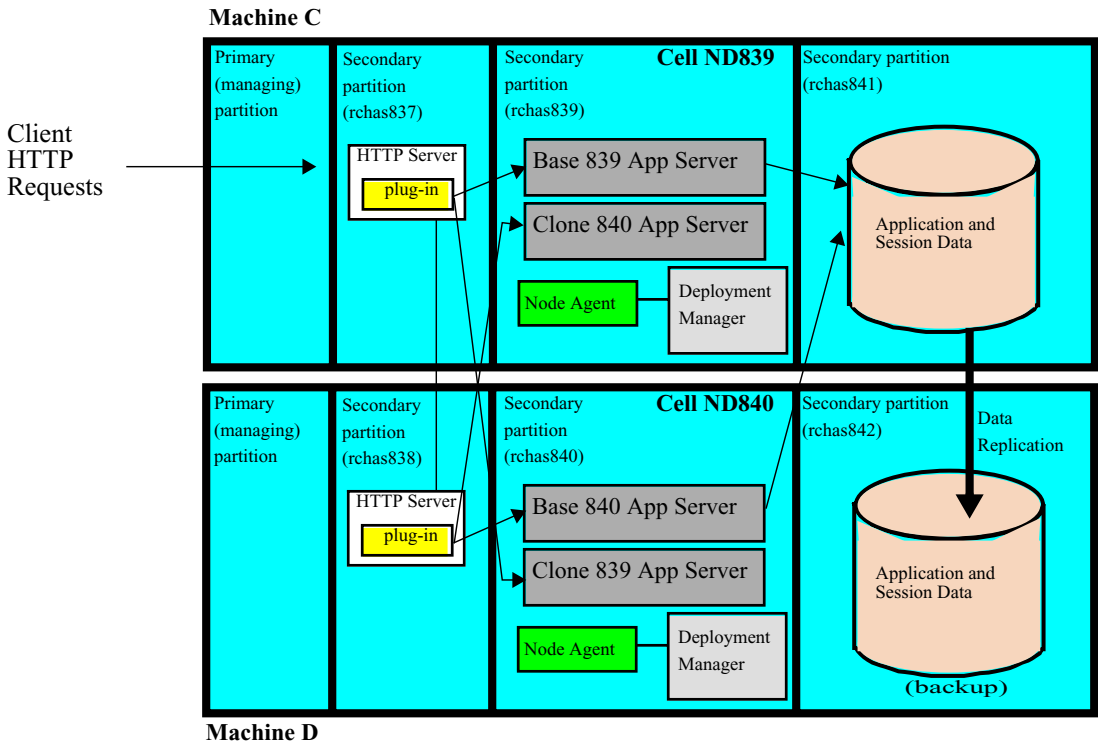 Machine C
Primary
(managing)
partition
Secondary
partition
(rchas837)
Secondary
partition
(rchas839)
Cell ND839
Secondary partition
(rchas841)
Client
HTTP
Requests
HTTP Server
plug-in
Base 839 App Server
Clone 840 App Server
Node Agent
Deployment
Manager
Application and
Session Data
Primary
(managing)
partition
Secondary
partition
(rchas838)
Secondary
partition
(rchas840)
Cell ND840
Secondary partition
(rchas842)
Data
Replication
HTTP Server
plug-in
Base 840 App Server
Clone 839 App Server
Node Agent
Deployment
Manager
Application and
Session Data
(backup)
Machine D